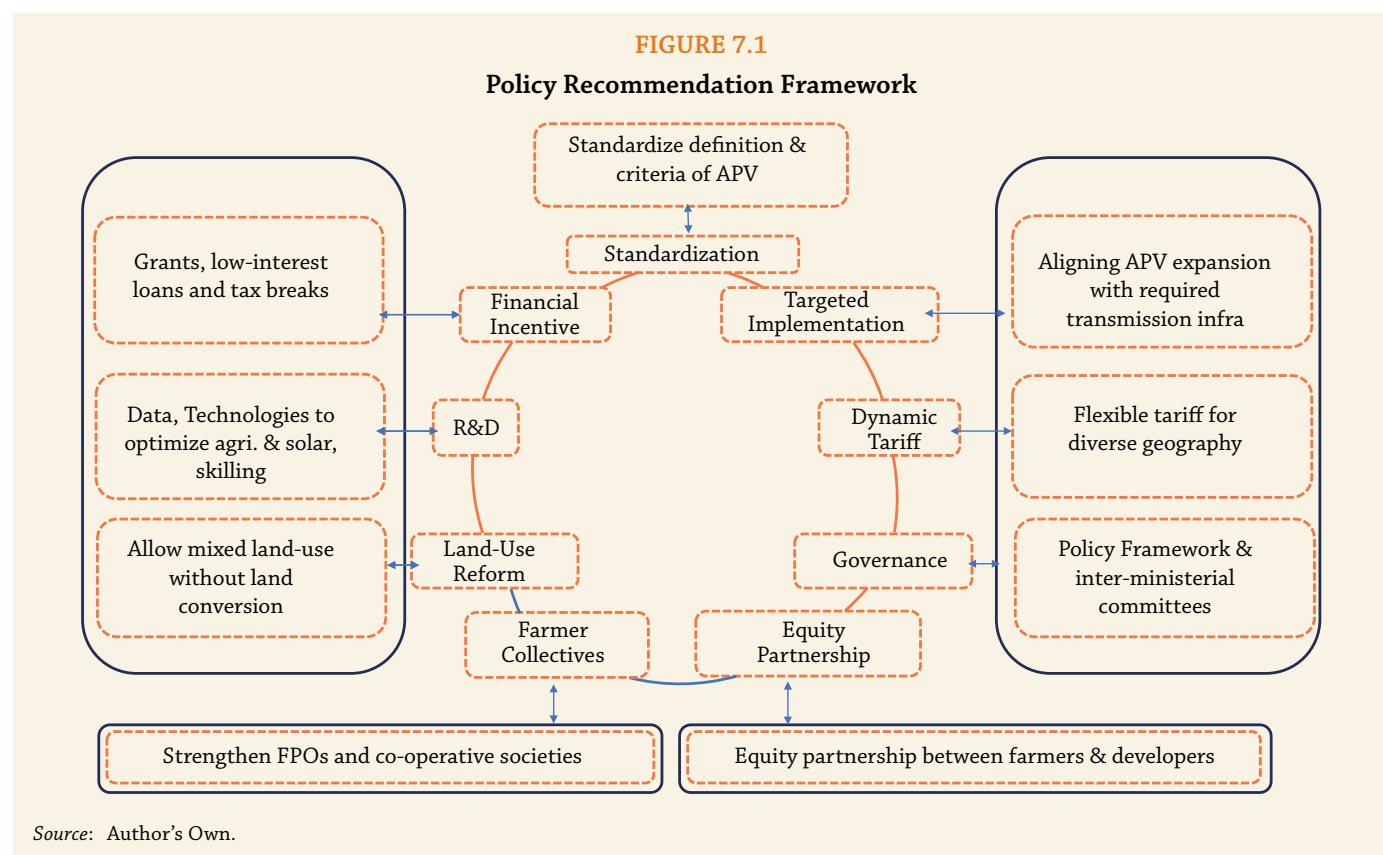 FIGURE 7.1
Policy Recommendation Framework
Standardize definition &
criteria of APV
Standardization
Grants, low-interest
loans and tax breaks
Financial
Incentive
Targeted
Implementation
Aligning APV expansion
with required
transmission infra
Data, Technologies to
optimize agri. & solar,
skilling
R&D
Dynamic
Tariff
Flexible tariff for
diverse geography
Allow mixed land-use
without land
conversion
Land-Use
Reform
Governance
Policy Framework &
inter-ministerial
committees
Farmer
Collectives
Equity
Partnership
Strengthen FPOs and co-operative societies
Equity partnership between farmers & developers
Source: Author's Own.